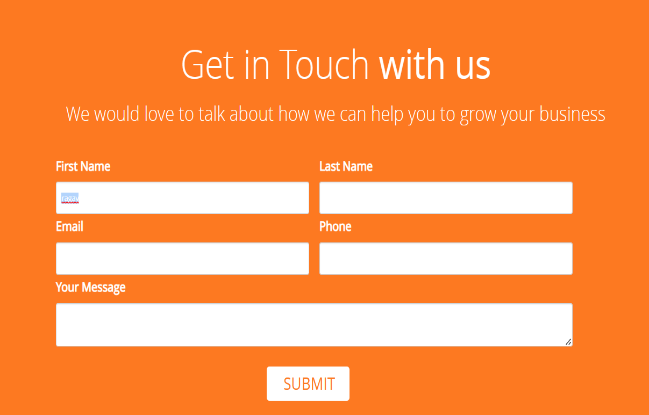 Get in Touch with us
We would love to talk about how we can help you to grow your business
First Name
Last Name
Email
Phone
Your Message
SUBMIT